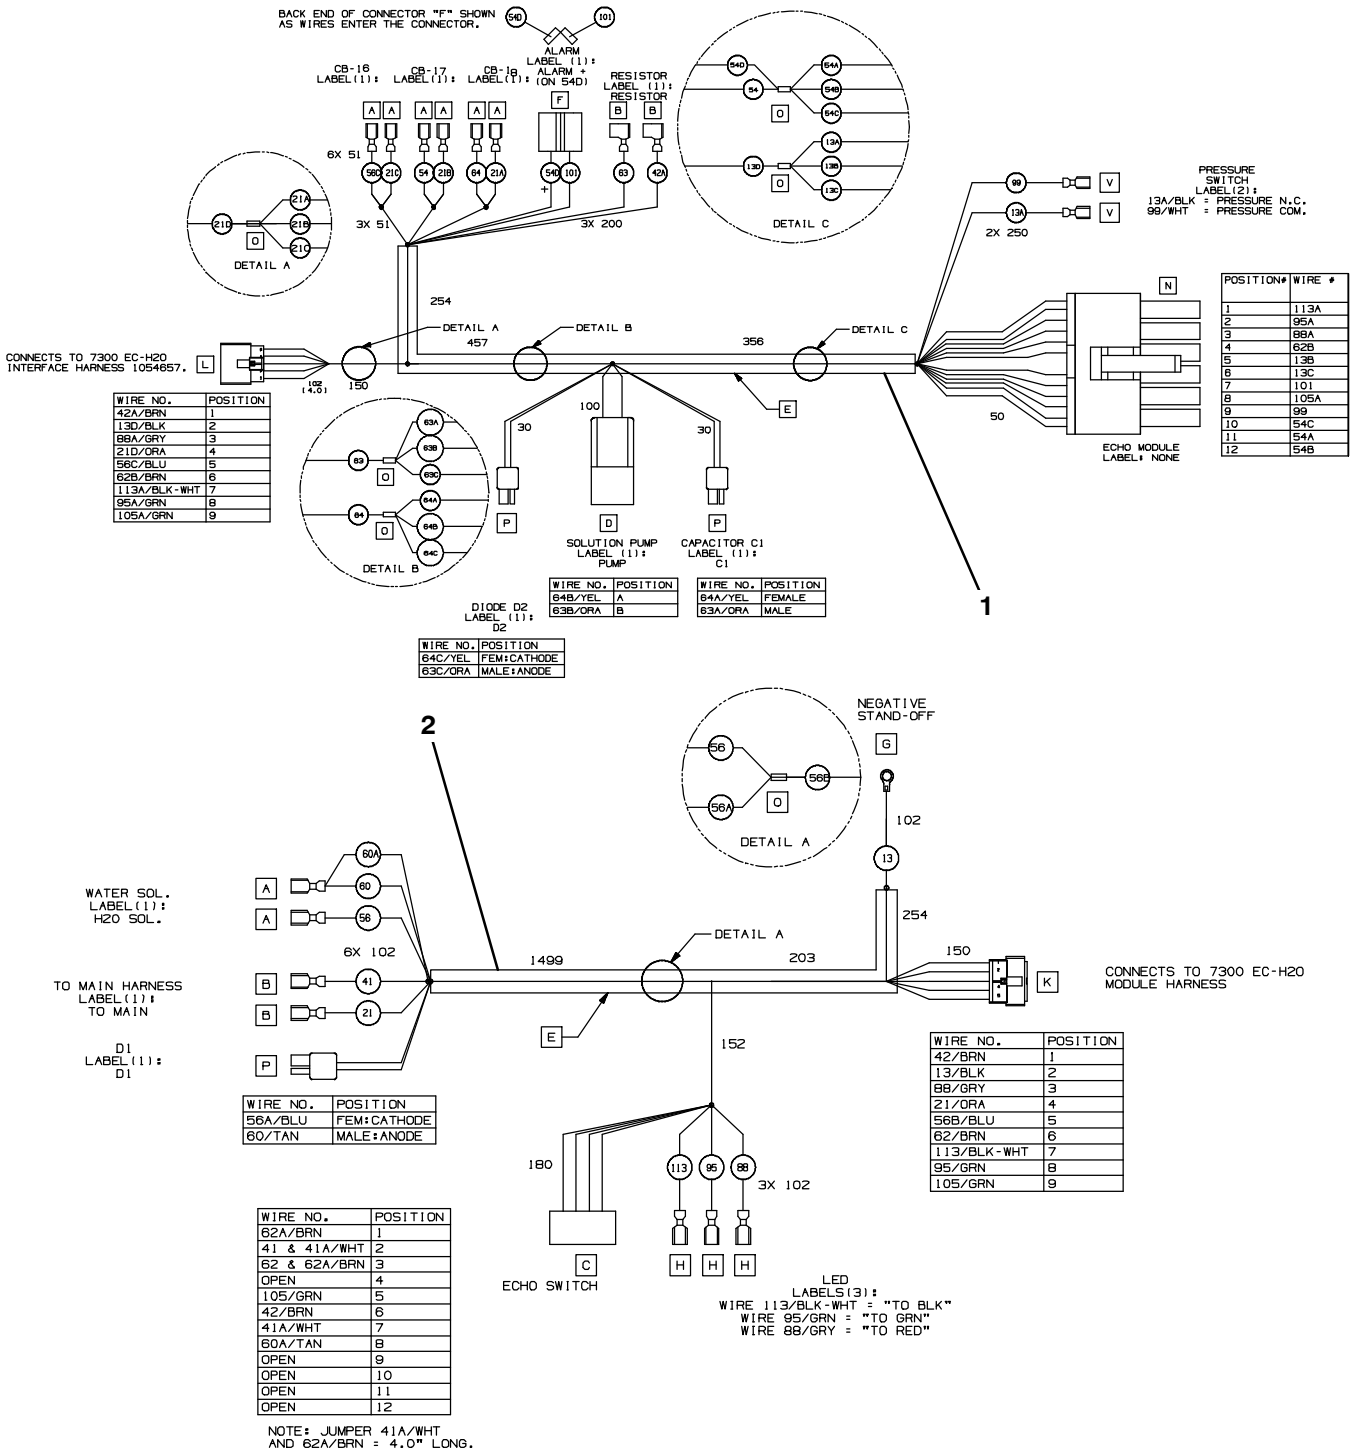 BACK END OF CONNECTOR "F" SHOWN
AS WIRES ENTER THE CONNECTOR.
54D
101
ALARM
LABEL (1):
ALARM +
(ON 54D)
CB-16
LABEL(1):
CB-17
LABEL(1):
CB-18
LABEL(1):
RESISTOR
LABEL (1):
RESISTOR
A A A A A A F B B
6X 51
56C 21C 54 21B 64 21A 54D 101 63 42A
+
3X 51
3X 200
21D
21A
21B
21C
O
DETAIL A
54D
54
54A
54B
54C
O
13D
13A
13B
13C
O
DETAIL C
99
V
13A
V
2X 250
PRESSURE
SWITCH
LABEL(2):
13A/BLK = PRESSURE N.C.
99/WHT = PRESSURE COM.
254
DETAIL A
457
DETAIL B
356
DETAIL C
CONNECTS TO 7300 EC-H2O
INTERFACE HARNESS 1054657.
L
102
(4.0)
150
E
50
N
ECHO MODULE
LABEL: NONE
POSITION# WIRE #
1 113A
2 95A
3 88A
4 62B
5 13B
6 13C
7 101
8 105A
9 99
10 54C
11 54A
12 54B
WIRE NO. POSITION
42A/BRN 1
13D/BLK 2
88A/GRY 3
21D/ORA 4
56C/BLU 5
62B/BRN 6
113A/BLK-WHT 7
95A/GRN 8
105A/GRN 9
63
63A
63B
63C
O
64
64A
64B
64C
O
DETAIL B
30
P
100
D
30
P
SOLUTION PUMP
LABEL (1):
PUMP
CAPACITOR C1
LABEL (1):
C1
WIRE NO. POSITION
64B/YEL A
63B/ORA B
WIRE NO. POSITION
64A/YEL FEMALE
63A/ORA MALE
DIODE D2
LABEL (1):
D2
WIRE NO. POSITION
64C/YEL FEM:CATHODE
63C/ORA MALE:ANODE
1
2
56
56A
56B
O
DETAIL A
NEGATIVE
STAND-OFF
G
102
13
254
WATER SOL.
LABEL(1):
H2O SOL.
A
A
60A
60
56
6X 102
TO MAIN HARNESS
LABEL(1):
TO MAIN
B
B
41
21
D1
LABEL(1):
D1
P
1499
DETAIL A
203
150
K
CONNECTS TO 7300 EC-H2O
MODULE HARNESS
E
152
WIRE NO. POSITION
56A/BLU FEM:CATHODE
60/TAN MALE:ANODE
WIRE NO. POSITION
42/BRN 1
13/BLK 2
88/GRY 3
21/ORA 4
56B/BLU 5
62/BRN 6
113/BLK-WHT 7
95/GRN 8
105/GRN 9
180
113 95 88
3X 102
C
H H H
ECHO SWITCH
LED
LABELS(3):
WIRE 113/BLK-WHT = "TO BLK"
WIRE 95/GRN = "TO GRN"
WIRE 88/GRY = "TO RED"
WIRE NO. POSITION
62A/BRN 1
41 & 41A/WHT 2
62 & 62A/BRN 3
OPEN 4
105/GRN 5
42/BRN 6
41A/WHT 7
60A/TAN 8
OPEN 9
OPEN 10
OPEN 11
OPEN 12
NOTE: JUMPER 41A/WHT
AND 62A/BRN = 4.0" LONG.